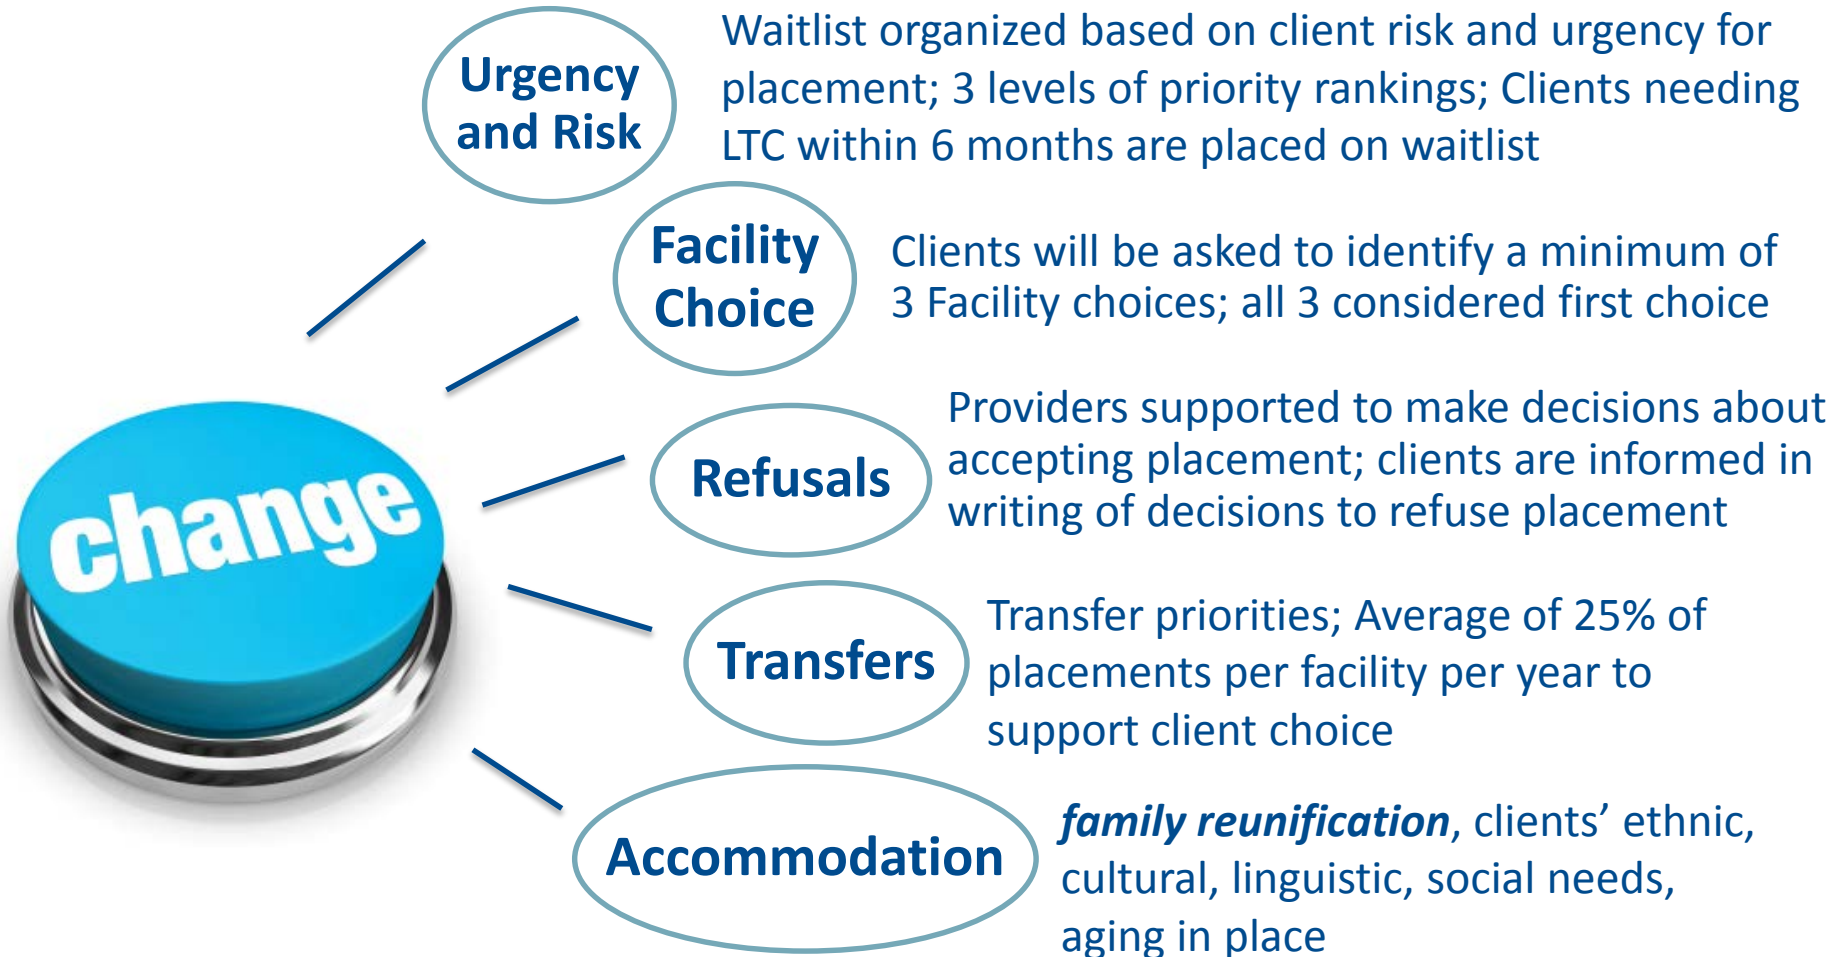 Urgency
and Risk
Waitlist organized based on client risk and urgency for
placement; 3 levels of priority rankings; Clients needing
LTC within 6 months are placed on waitlist
Facility
Choice
Clients will be asked to identify a minimum of
3 Facility choices; all 3 considered first choice
change
Refusals
Providers supported to make decisions about
accepting placement; clients are informed in
writing of decisions to refuse placement
Transfers
Transfer priorities; Average of 25% of
placements per facility per year to
support client choice
Accommodation
family reunification, clients’ ethnic,
cultural, linguistic, social needs,
aging in place